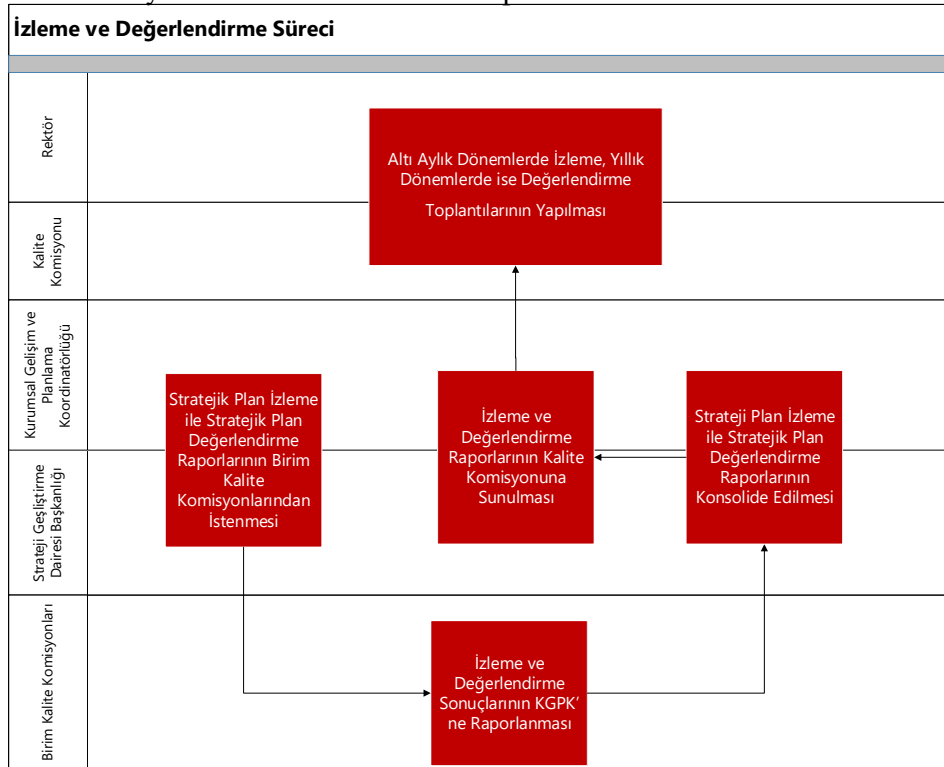 İzleme ve Değerlendirme Süreci
Rektör
Altı Aylık Dönemlerde İzleme, Yıllık
Dönemlerde ise Değerlendirme
Toplantılarının Yapılması
Kalite
Komisyonu
Kurumsal Gelişim ve
Planlama
Koordinatörlüğü
Strateji Geşliştirme
Dairesi Başkanlığı
Stratejik Plan İzleme
ile Stratejik Plan
Değerlendirme
Raporlarının Birim
Kalite
Komisyonlarından
İstenmesi
İzleme ve
Değerlendirme
Raporlarının Kalite
Komisyonuna
Sunulması
Strateji Plan İzleme
ile Stratejik Plan
Değerlendirme
Raporlarının
Konsolide Edilmesi
Birim Kalite Komisyonları
İzleme ve
Değerlendirme
Sonuçlarının KGPK’
ne Raporlanması